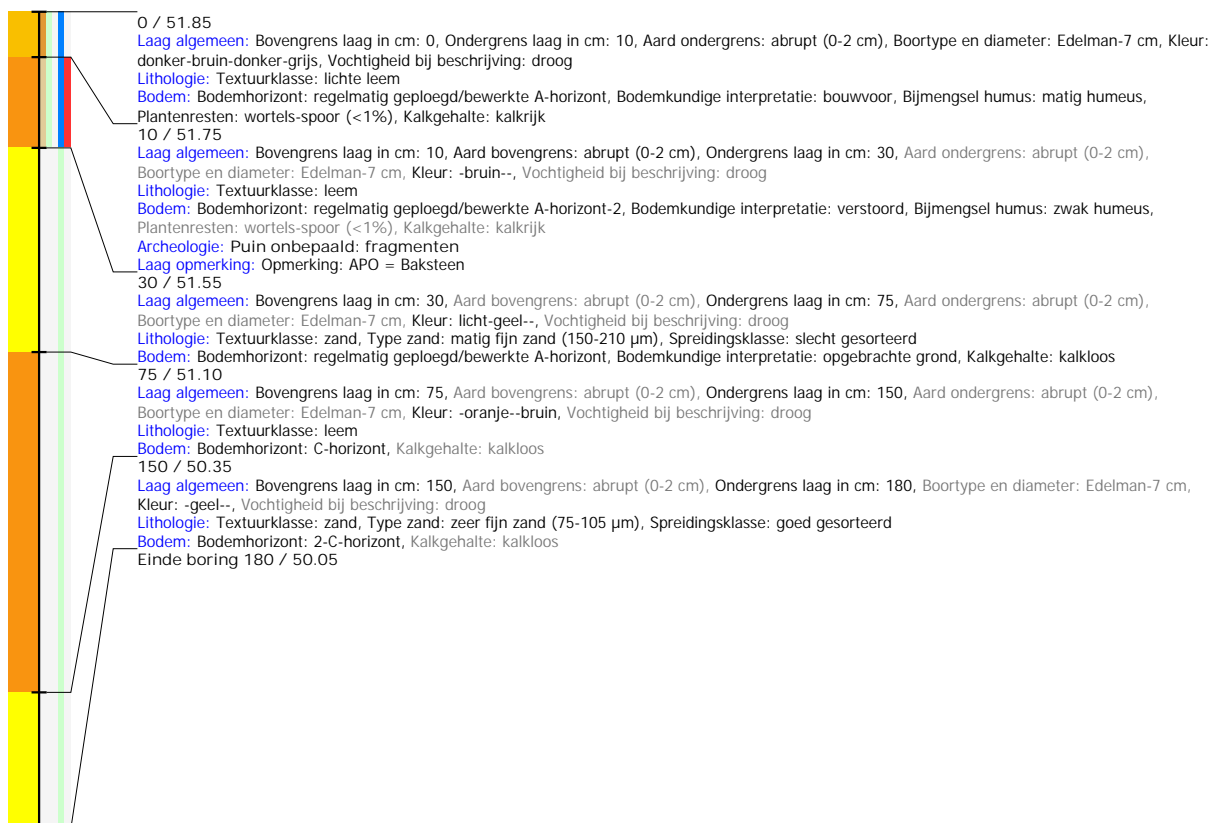 0 / 51.85
Laag algemeen: Bovengrens laag in cm: 0, Ondergrens laag in cm: 10, Aard ondergrens: abrupt (0-2 cm), Boortype en diameter: Edelman-7 cm, Kleur:
donker-bruin-donker-grijs, Vochtigheid bij beschrijving: droog
Lithologie: Textuurklasse: lichte leem
Bodem: Bodemhorizont: regelmatig geploegd/bewerkte A-horizont, Bodemkundige interpretatie: bouwvoor, Bijmengsel humus: matig humeus,
Plantenresten: wortels-spoor (<1%), Kalkgehalte: kalkrijk
10 / 51.75
Laag algemeen: Bovengrens laag in cm: 10, Aard bovengrens: abrupt (0-2 cm), Ondergrens laag in cm: 30, Aard ondergrens: abrupt (0-2 cm),
Boortype en diameter: Edelman-7 cm, Kleur: -bruin--, Vochtigheid bij beschrijving: droog
Lithologie: Textuurklasse: leem
Bodem: Bodemhorizont: regelmatig geploegd/bewerkte A-horizont-2, Bodemkundige interpretatie: verstoord, Bijmengsel humus: zwak humeus,
Plantenresten: wortels-spoor (<1%), Kalkgehalte: kalkrijk
Archeologie: Puin onbepaald: fragmenten
Laag opmerking: Opmerking: APO = Baksteen
30 / 51.55
Laag algemeen: Bovengrens laag in cm: 30, Aard bovengrens: abrupt (0-2 cm), Ondergrens laag in cm: 75, Aard ondergrens: abrupt (0-2 cm),
Boortype en diameter: Edelman-7 cm, Kleur: licht-geel--, Vochtigheid bij beschrijving: droog
Lithologie: Textuurklasse: zand, Type zand: matig fijn zand (150-210 µm), Spreidingsklasse: slecht gesorteerd
Bodem: Bodemhorizont: regelmatig geploegd/bewerkte A-horizont, Bodemkundige interpretatie: opgebrachte grond, Kalkgehalte: kalkloos
75 / 51.10
Laag algemeen: Bovengrens laag in cm: 75, Aard bovengrens: abrupt (0-2 cm), Ondergrens laag in cm: 150, Aard ondergrens: abrupt (0-2 cm),
Boortype en diameter: Edelman-7 cm, Kleur: -oranje--bruin, Vochtigheid bij beschrijving: droog
Lithologie: Textuurklasse: leem
Bodem: Bodemhorizont: C-horizont, Kalkgehalte: kalkloos
150 / 50.35
Laag algemeen: Bovengrens laag in cm: 150, Aard bovengrens: abrupt (0-2 cm), Ondergrens laag in cm: 180, Boortype en diameter: Edelman-7 cm,
Kleur: -geel--, Vochtigheid bij beschrijving: droog
Lithologie: Textuurklasse: zand, Type zand: zeer fijn zand (75-105 µm), Spreidingsklasse: goed gesorteerd
Bodem: Bodemhorizont: 2-C-horizont, Kalkgehalte: kalkloos
Einde boring 180 / 50.05